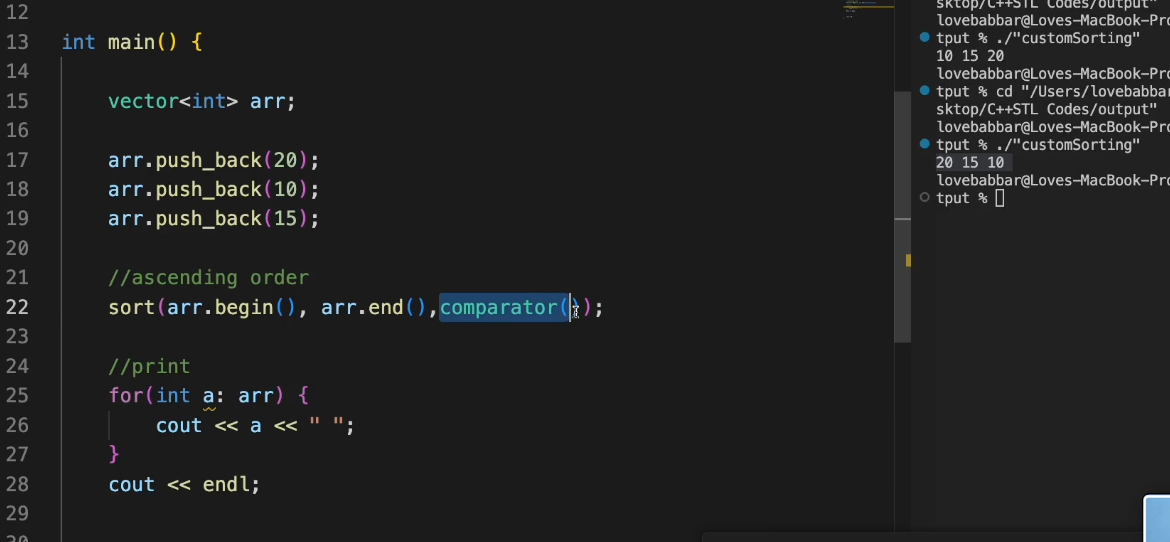 12
13 int main() {
14
15 vector<int> arr;
16
17 arr.push_back(20);
18 arr.push_back(10);
19 arr.push_back(15);
20
21 //ascending order
22 sort(arr.begin(), arr.end(),comparator());
23
24 //print
25 for(int a: arr) {
26 cout << a << " ";
27 }
28 cout << endl;
29
30
sktop/C++STL Codes/output"
lovebabbar@Loves-MacBook-Pro
tput % ./"customSorting"
10 15 20
lovebabbar@Loves-MacBook-Pro
tput % cd "/Users/lovebabbar
sktop/C++STL Codes/output"
lovebabbar@Loves-MacBook-Pro
tput % ./"customSorting"
20 15 10
lovebabbar@Loves-MacBook-Pro
tput %